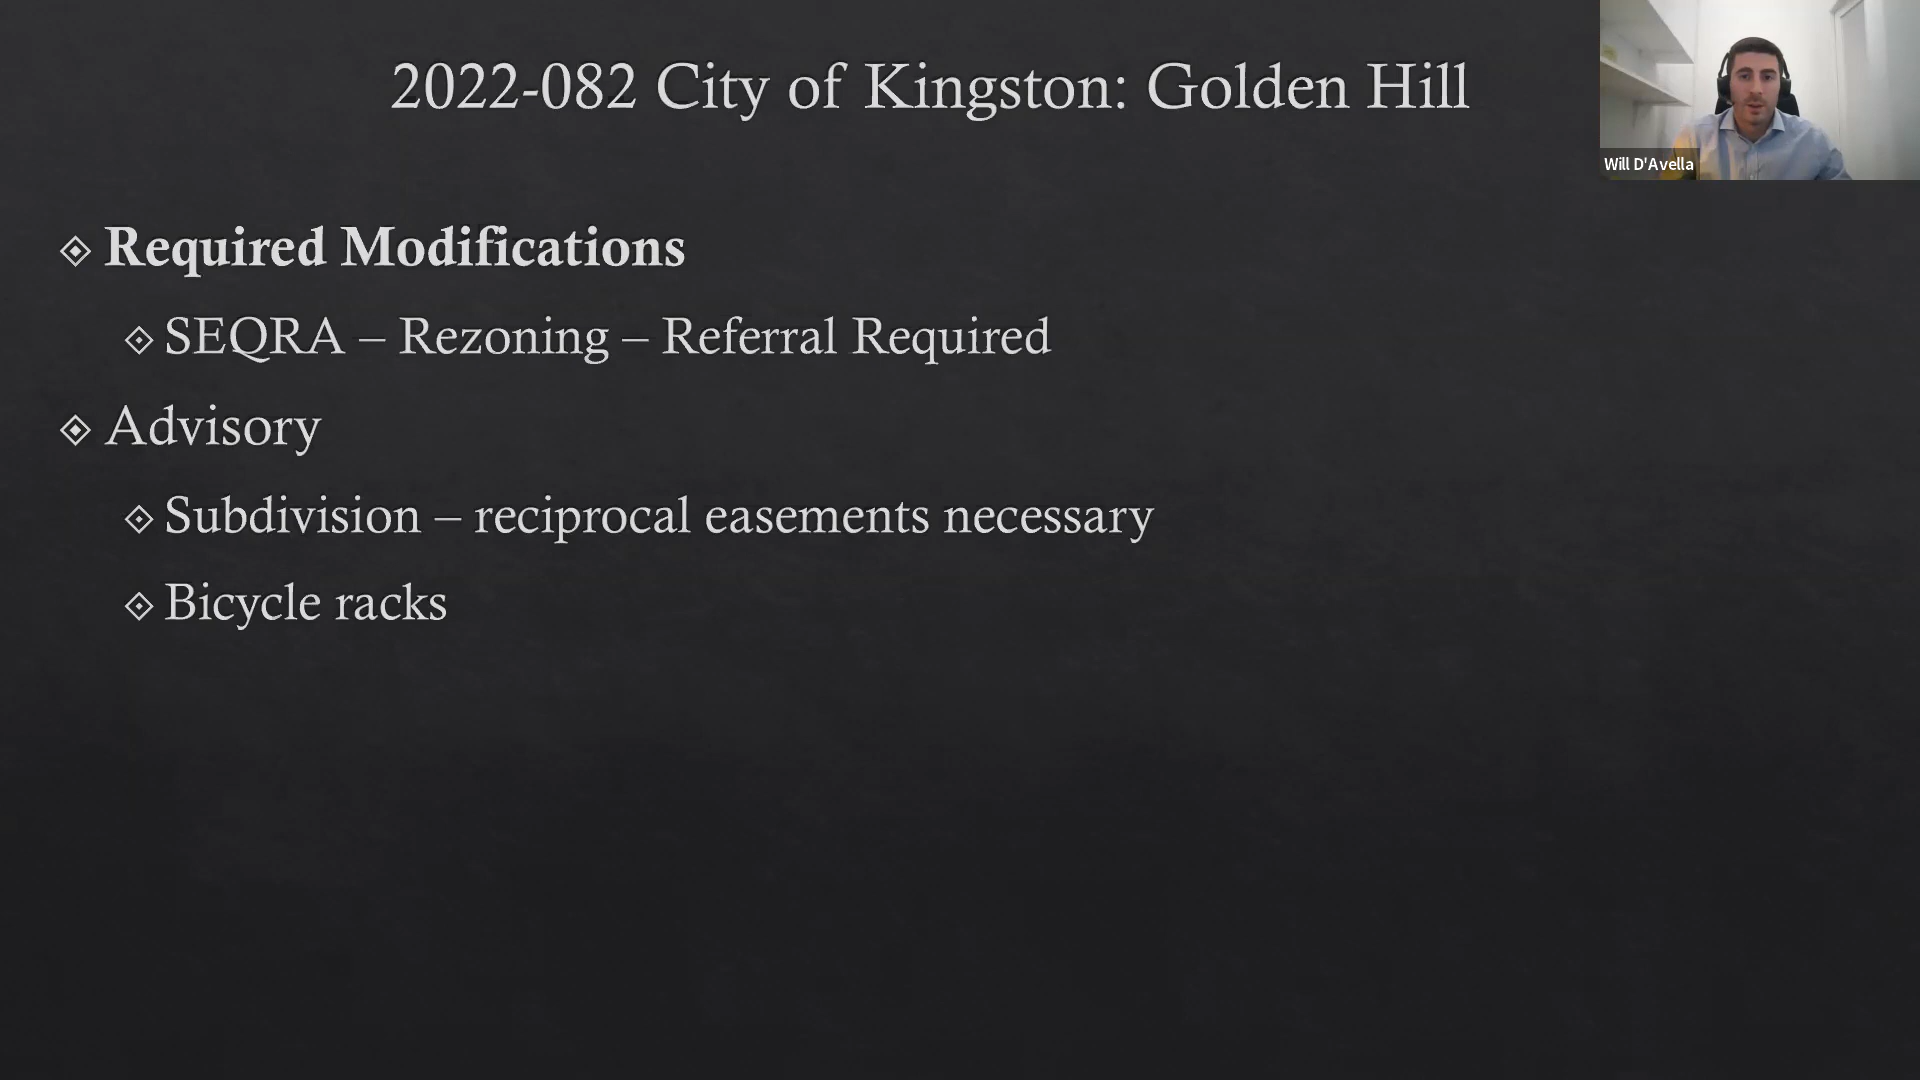 2022-082 City of Kingston: Golden Hill
Will D'Avella
Required Modifications
SEQRA – Rezoning – Referral Required
Advisory
Subdivision – reciprocal easements necessary
Bicycle racks